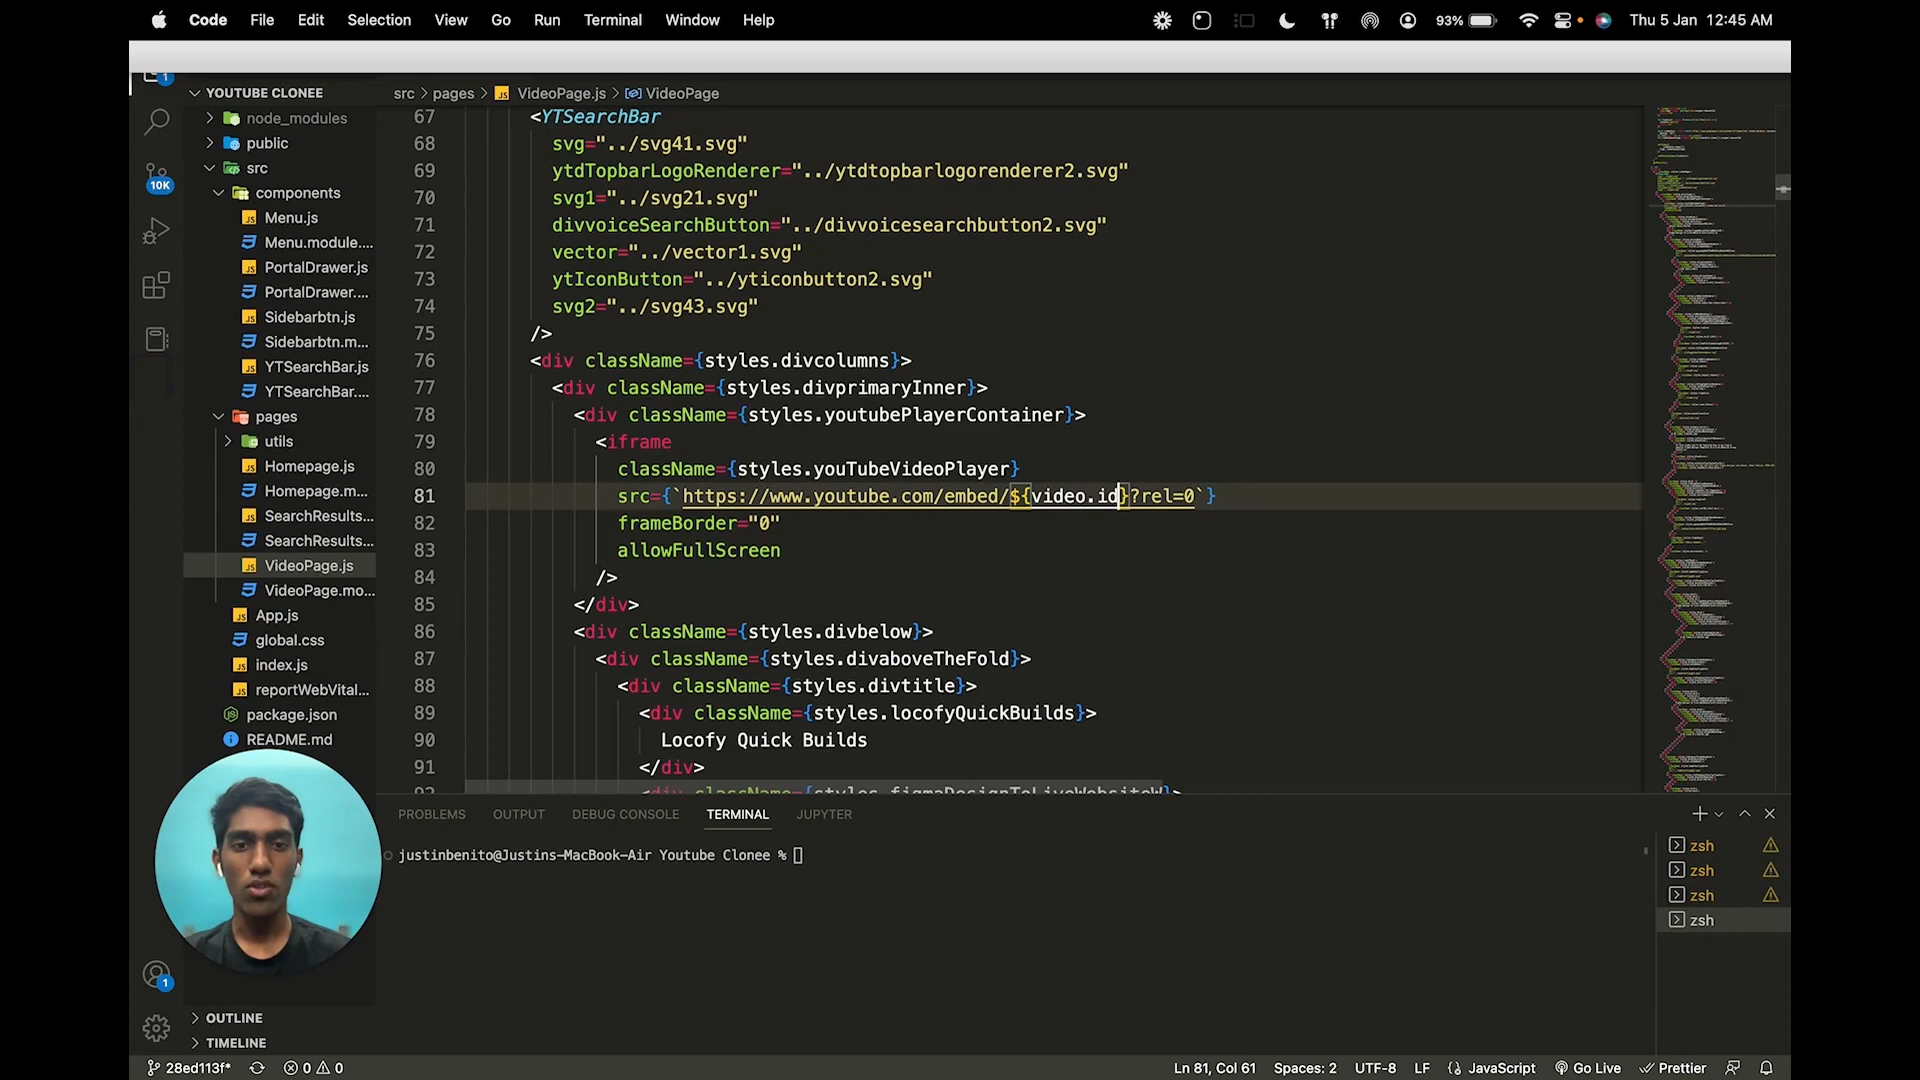 Code File Edit Selection View Go Run Terminal Window Help 93% Thu 5 Jan 12:45 AM
1
10K
YOUTUBE CLONEE
node_modules
public
src
components
Menu.js
Menu.module....
PortalDrawer.js
PortalDrawer....
Sidebarbtn.js
Sidebarbtn.m...
YTSearchBar.js
YTSearchBar....
pages
utils
Homepage.js
Homepage.m...
SearchResults...
SearchResults...
VideoPage.js
VideoPage.mo...
App.js
global.css
index.js
reportWebVital...
package.json
README.md
src > pages > JS VideoPage.js > VideoPage
67 <YTSearchBar
68 svg="../svg41.svg"
69 ytdTopbarLogoRenderer="../ytdtopbarlogorenderer2.svg"
70 svg1="../svg21.svg"
71 divvoiceSearchButton="../divvoicesearchbutton2.svg"
72 vector="../vector1.svg"
73 ytIconButton="../yticonbutton2.svg"
74 svg2="../svg43.svg"
75 />
76 <div className={styles.divcolumns}>
77 <div className={styles.divprimaryInner}>
78 <div className={styles.youtubePlayerContainer}>
79 <iframe
80 className={styles.youTubeVideoPlayer}
81 src={`https://www.youtube.com/embed/${video.id}?rel=0`}
82 frameBorder="0"
83 allowFullScreen
84 />
85 </div>
86 <div className={styles.divbelow}>
87 <div className={styles.divaboveTheFold}>
88 <div className={styles.divtitle}>
89 <div className={styles.locofyQuickBuilds}>
90 Locofy Quick Builds
91 </div>
92 <div className={styles.figmaDesignToLiveWebsiteW}>
PROBLEMS OUTPUT DEBUG CONSOLE TERMINAL JUPYTER
justinbenito@Justins-MacBook-Air Youtube Clonee %
zsh
zsh
zsh
zsh
1
OUTLINE
TIMELINE
28ed113f* 0 0 Ln 81, Col 61 Spaces: 2 UTF-8 LF {} JavaScript Go Live Prettier